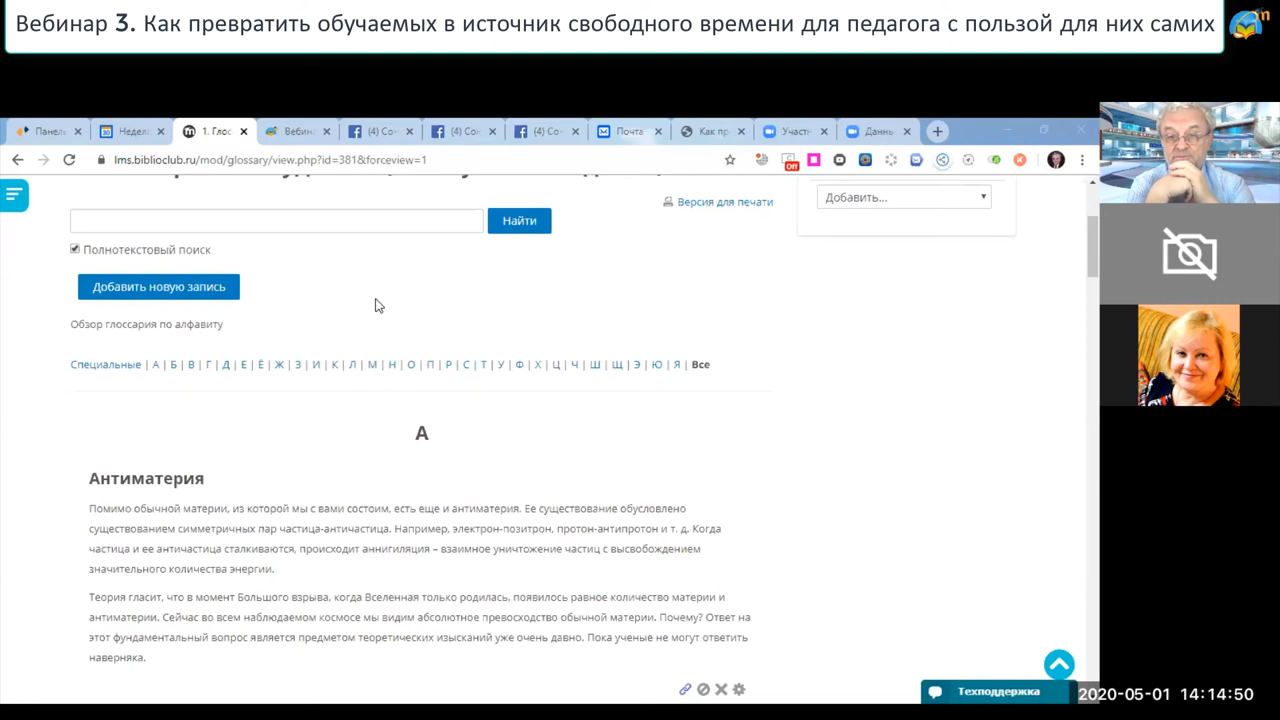 Вебинар 3. Как превратить обучаемых в источник свободного времени для педагога с пользой для них самих
Панель
Недел
1. Глос
Вебина
(4) Со
(4) Сок
(4) Со
Почта
Как пр
Участн
Данны
lms.biblioclub.ru/mod/glossary/view.php?id=381&forceview=1
Off
Версия для печати
Добавить...
Найти
Полнотекстовый поиск
Добавить новую запись
Обзор глоссария по алфавиту
Специальные | А | Б | В | Г | Д | Е | Ё | Ж | З | И | К | Л | М | Н | О | П | Р | С | Т | У | Ф | Х | Ц | Ч | Ш | Щ | Э | Ю | Я | Все
А
Антиматерия
Помимо обычной материи, из которой мы с вами состоим, есть еще и антиматерия. Ее существование обусловлено
существованием симметричных пар частица-античастица. Например, электрон-позитрон, протон-антипротон и т. д. Когда
частица и ее античастица сталкиваются, происходит аннигиляция – взаимное уничтожение частиц с высвобождением
значительного количества энергии.
Теория гласит, что в момент Большого взрыва, когда Вселенная только родилась, появилось равное количество материи и
антиматерии. Сейчас во всем наблюдаемом космосе мы видим абсолютное превосходство обычной материи. Почему? Ответ на
этот фундаментальный вопрос является предметом теоретических изысканий уже очень давно. Пока ученые не могут ответить
наверняка.
Техподдержка
2020-05-01 14:14:50